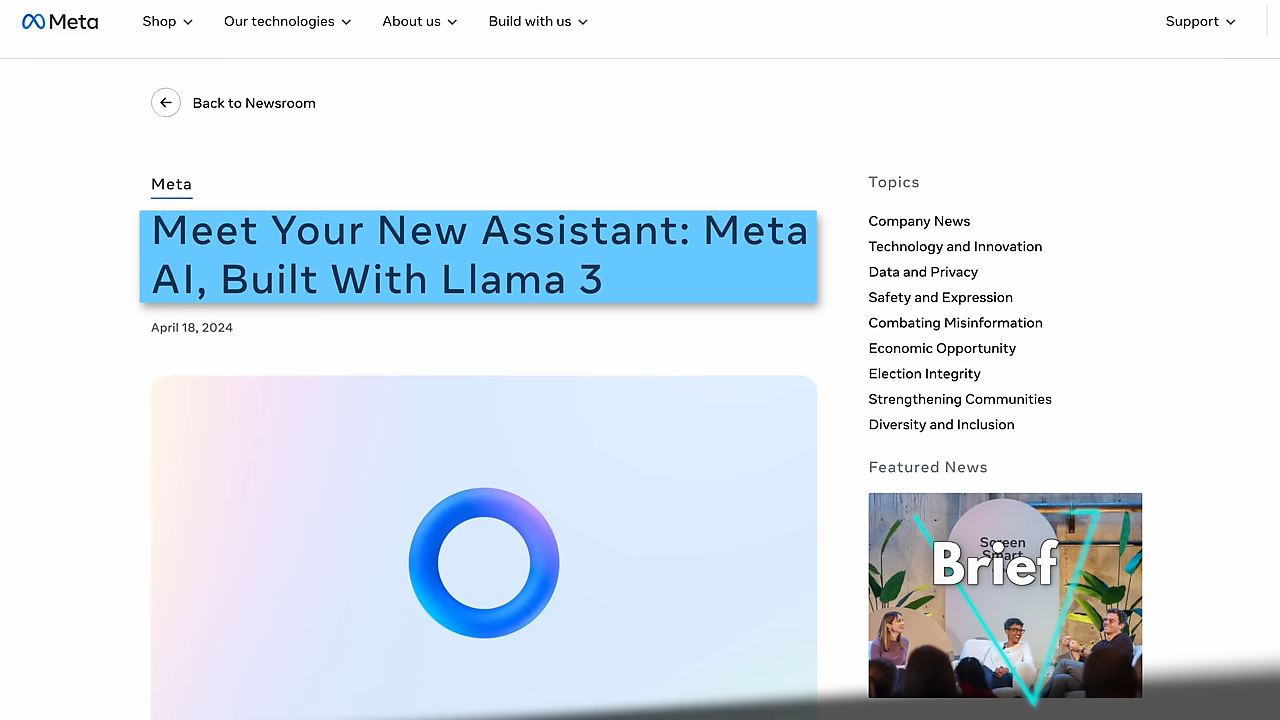 Meta
Shop
Our technologies
About us
Build with us
Support
Back to Newsroom
Meta
Meet Your New Assistant: Meta
AI, Built With Llama 3
April 18, 2024
Topics
Company News
Technology and Innovation
Data and Privacy
Safety and Expression
Combating Misinformation
Economic Opportunity
Election Integrity
Strengthening Communities
Diversity and Inclusion
Featured News
Screen
Smart
Brief